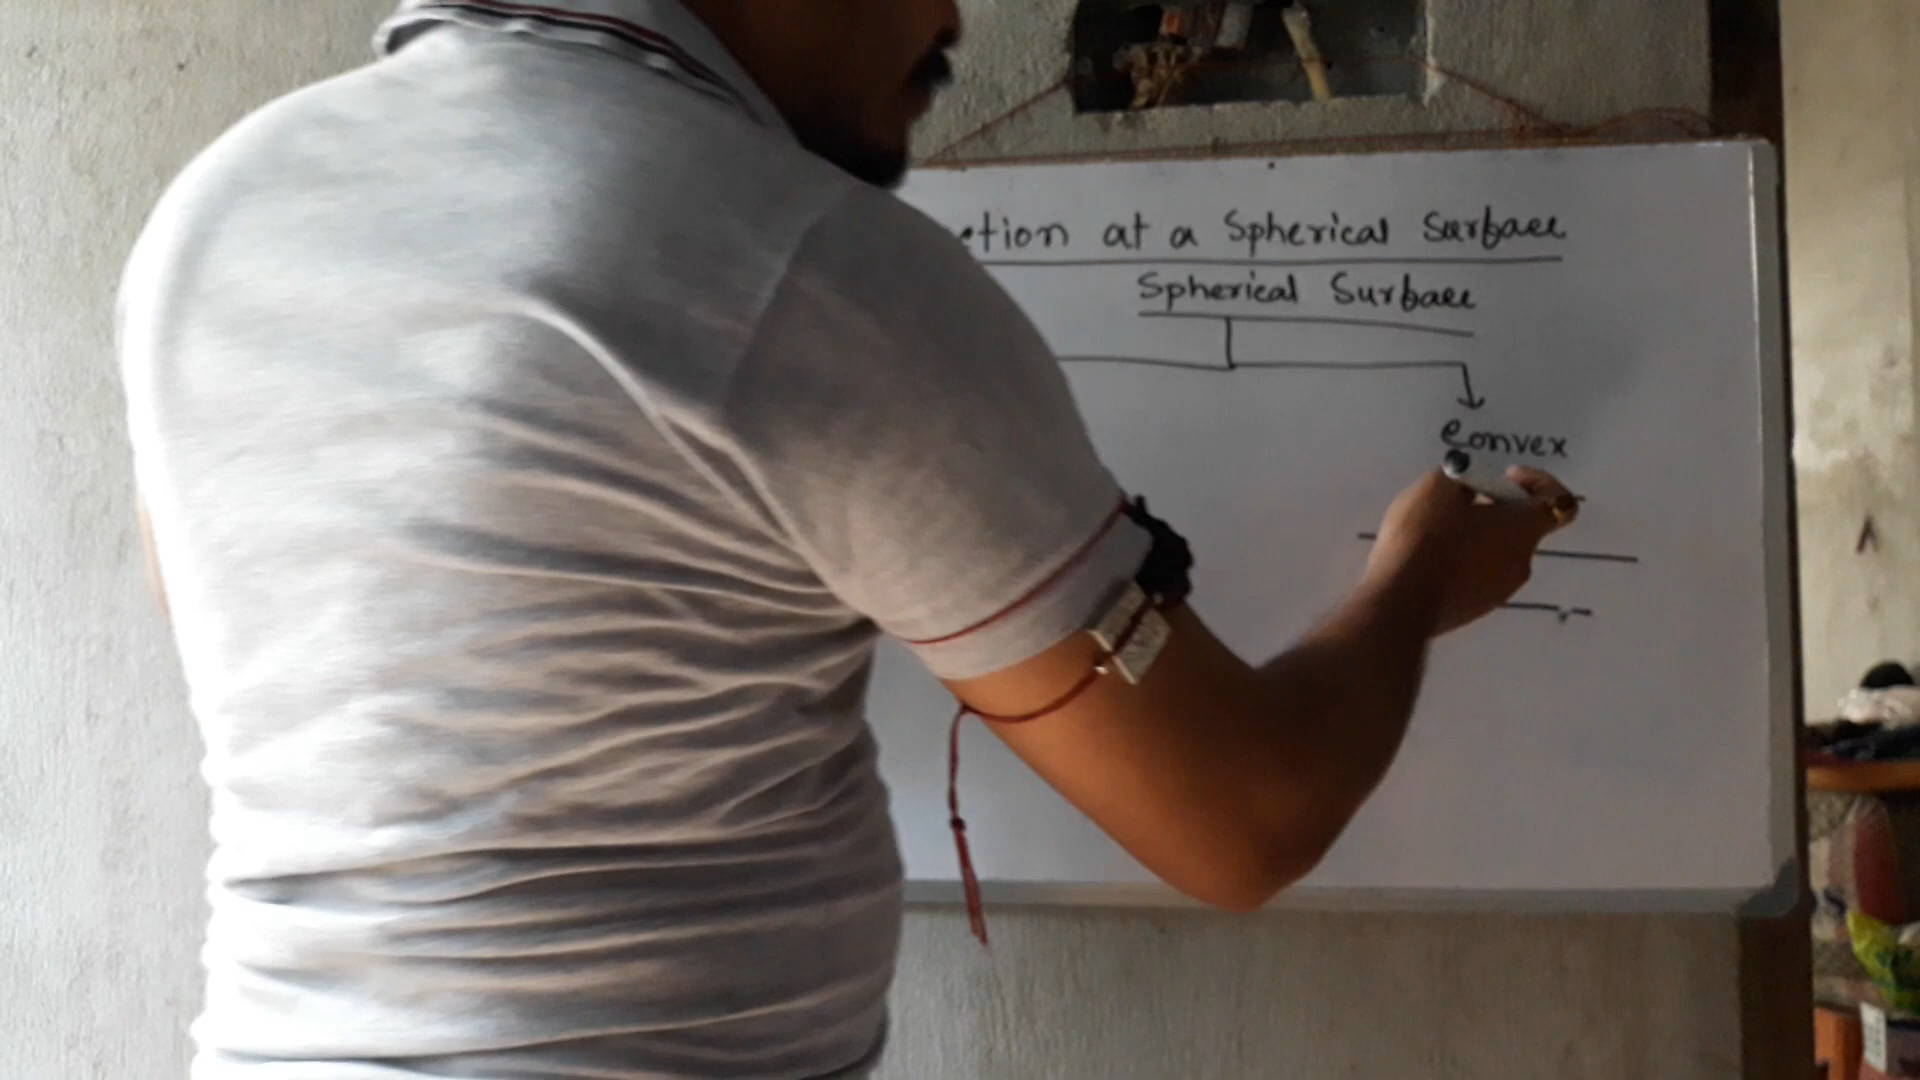 ction at a Spherical Surface
Spherical Surface
Convex